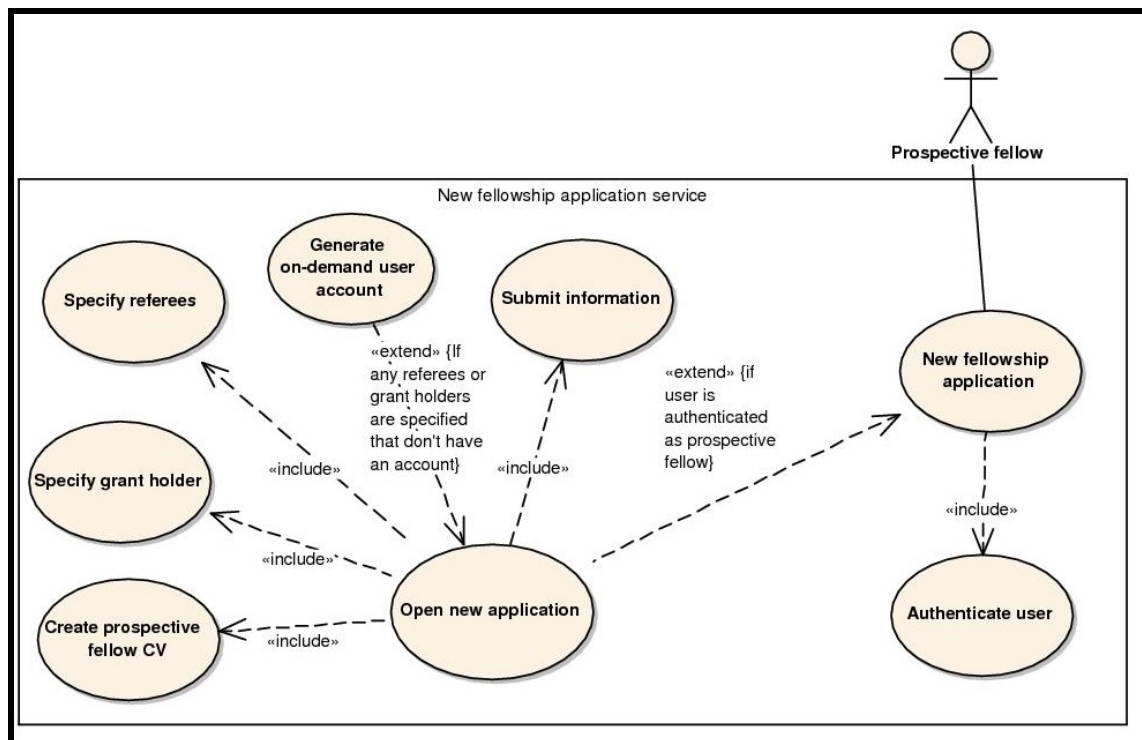 Prospective fellow
New fellowship application service
Generate
on-demand user
account
Specify referees
Submit information
«extend» {If
any referees or
grant holders
are specified
that don't have
an account}
«extend» {if
user is
authenticated
as prospective
fellow}
New fellowship
application
«include»
«include»
Specify grant holder
«include»
«include»
Open new application
Authenticate user
Create prospective
fellow CV
«include»